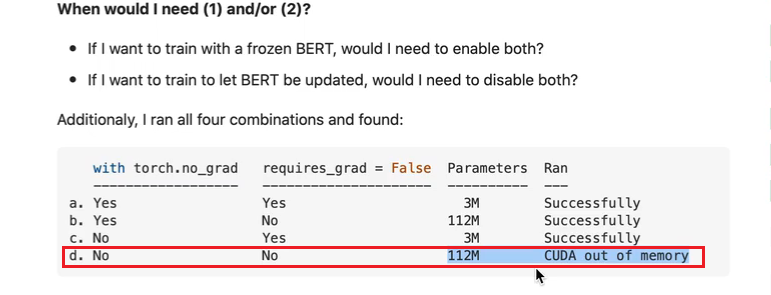 When would I need (1) and/or (2)?
• If I want to train with a frozen BERT, would I need to enable both?
• If I want to train to let BERT be updated, would I need to disable both?
Additionaly, I ran all four combinations and found:
with torch.no_grad   requires_grad = False  Parameters  Ran
------------------   ---------------------  ----------  ---
a. Yes                  Yes                      3M       Successfully
b. Yes                  No                     112M       Successfully
c. No                   Yes                      3M       Successfully
d. No                   No                     112M       CUDA out of memory